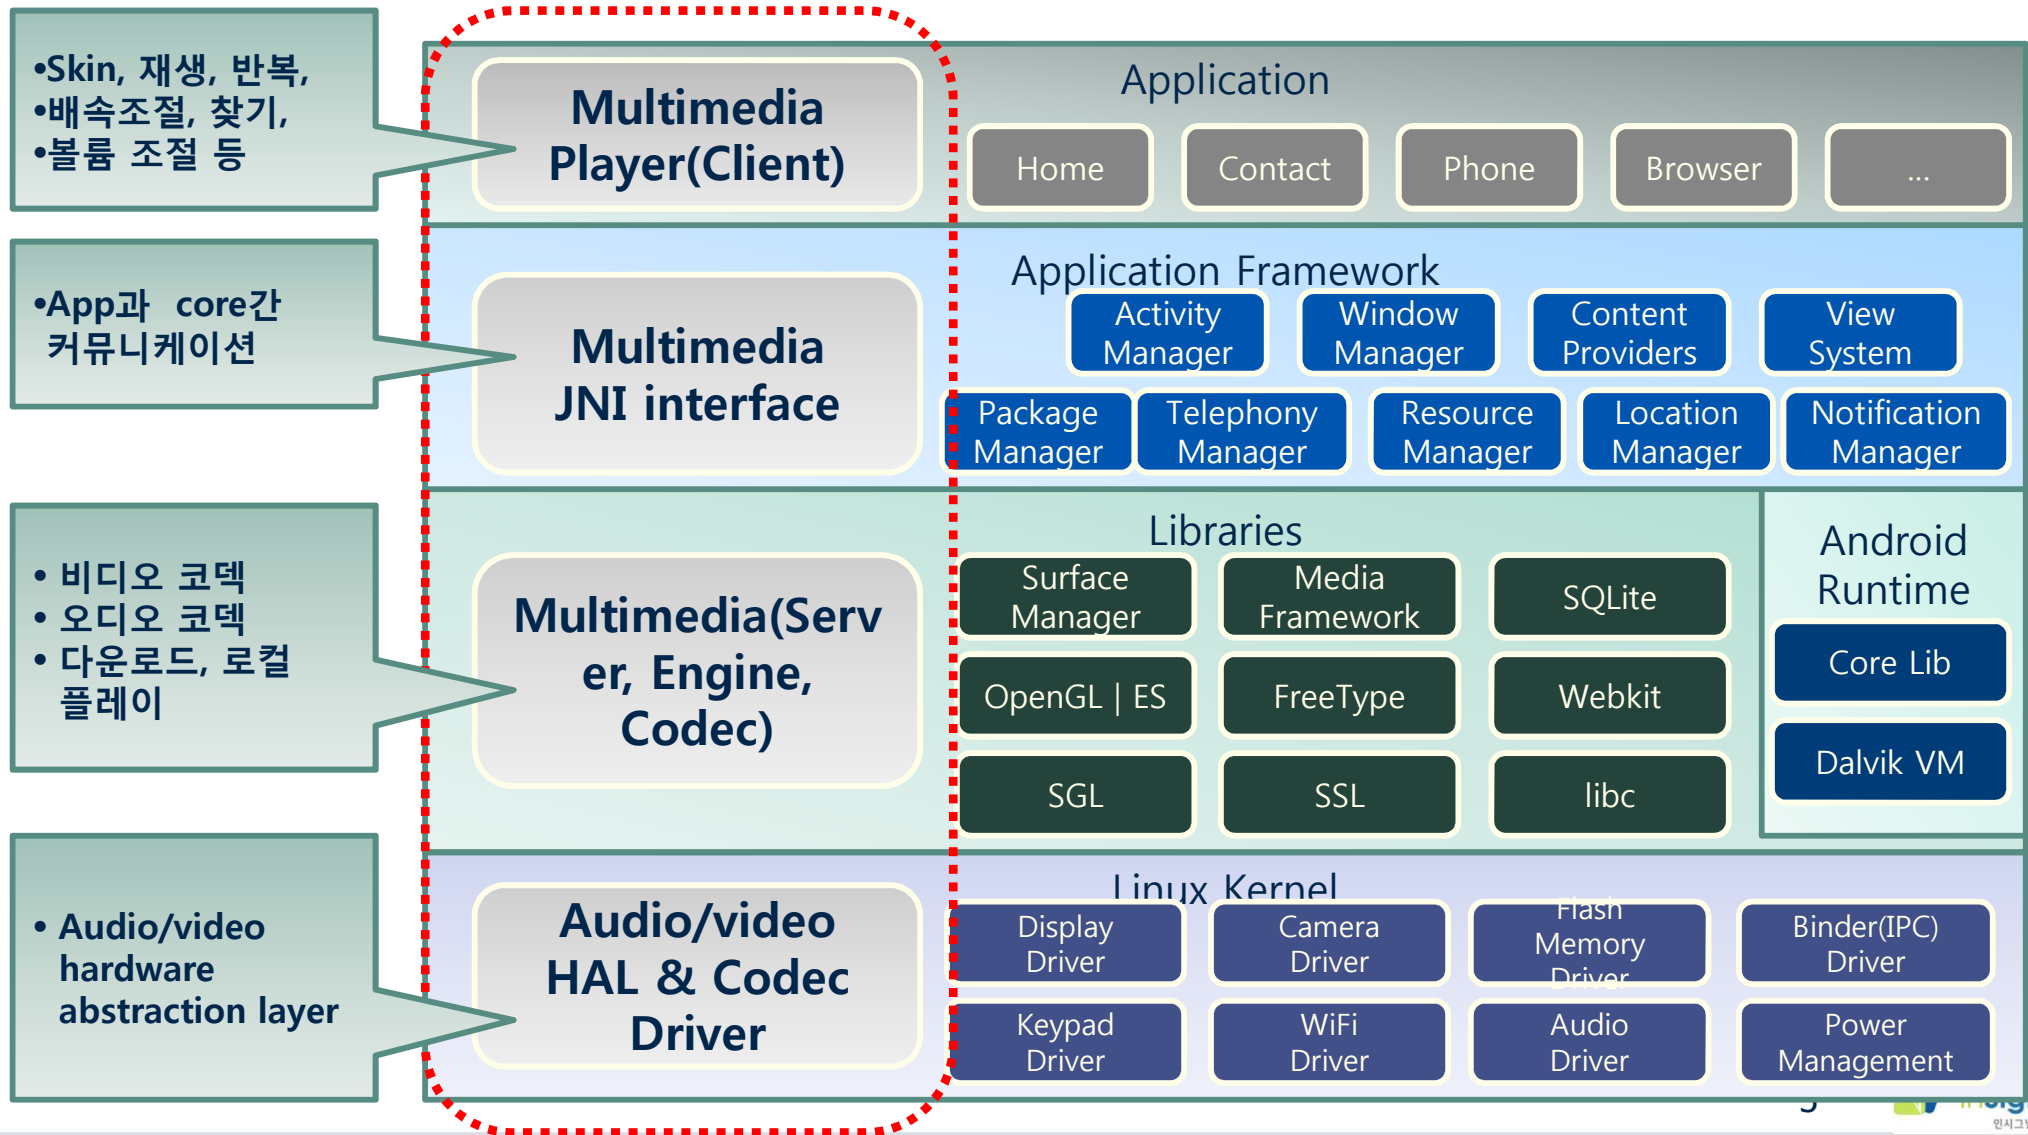 •Skin, 재생, 반복,
•배속조절, 찾기,
•볼륨 조절 등
Multimedia
Player(Client)
Application
Home
Contact
Phone
Browser
...
•App과 core간
커뮤니케이션
Multimedia
JNI interface
Application Framework
Activity
Manager
Window
Manager
Content
Providers
View
System
Package
Manager
Telephony
Manager
Resource
Manager
Location
Manager
Notification
Manager
• 비디오 코덱
• 오디오 코덱
• 다운로드, 로컬
플레이
Multimedia(Serv
er, Engine,
Codec)
Libraries
Surface
Manager
Media
Framework
SQLite
OpenGL | ES
FreeType
Webkit
SGL
SSL
libc
Android
Runtime
Core Lib
Dalvik VM
• Audio/video
hardware
abstraction layer
Audio/video
HAL & Codec
Driver
Linux Kernel
Display
Driver
Camera
Driver
Flash
Memory
Driver
Binder(IPC)
Driver
Keypad
Driver
WiFi
Driver
Audio
Driver
Power
Management